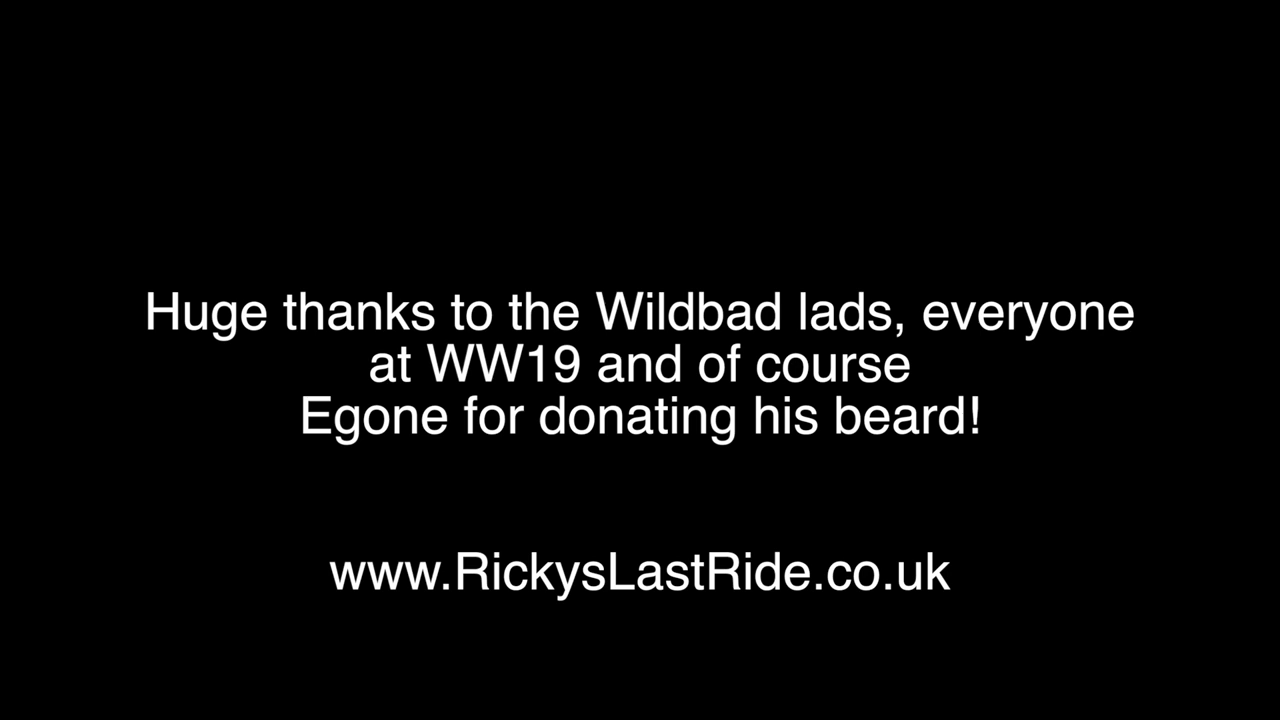 Huge thanks to the Wildbad lads, everyone
at WW19 and of course
Egone for donating his beard!
www.RickysLastRide.co.uk